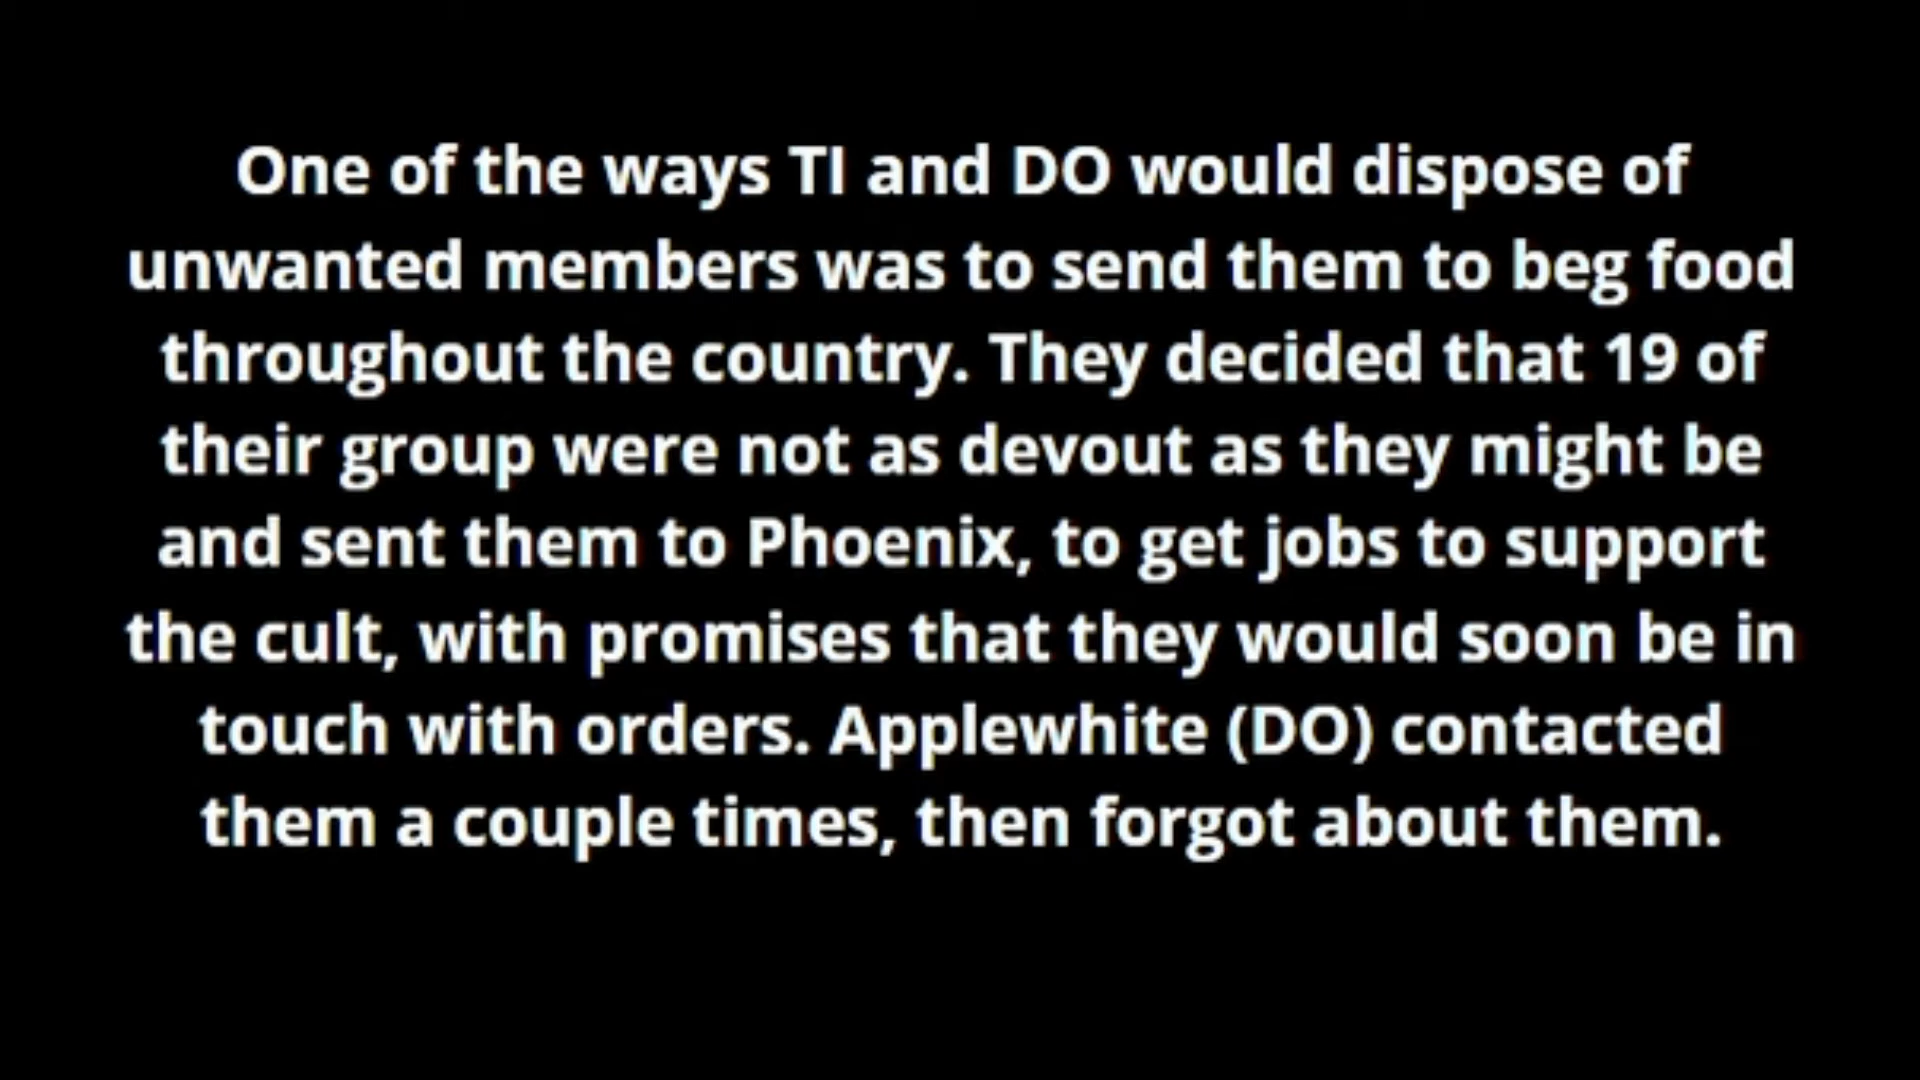 One of the ways TI and DO would dispose of
unwanted members was to send them to beg food
throughout the country. They decided that 19 of
their group were not as devout as they might be
and sent them to Phoenix, to get jobs to support
the cult, with promises that they would soon be in
touch with orders. Applewhite (DO) contacted
them a couple times, then forgot about them.